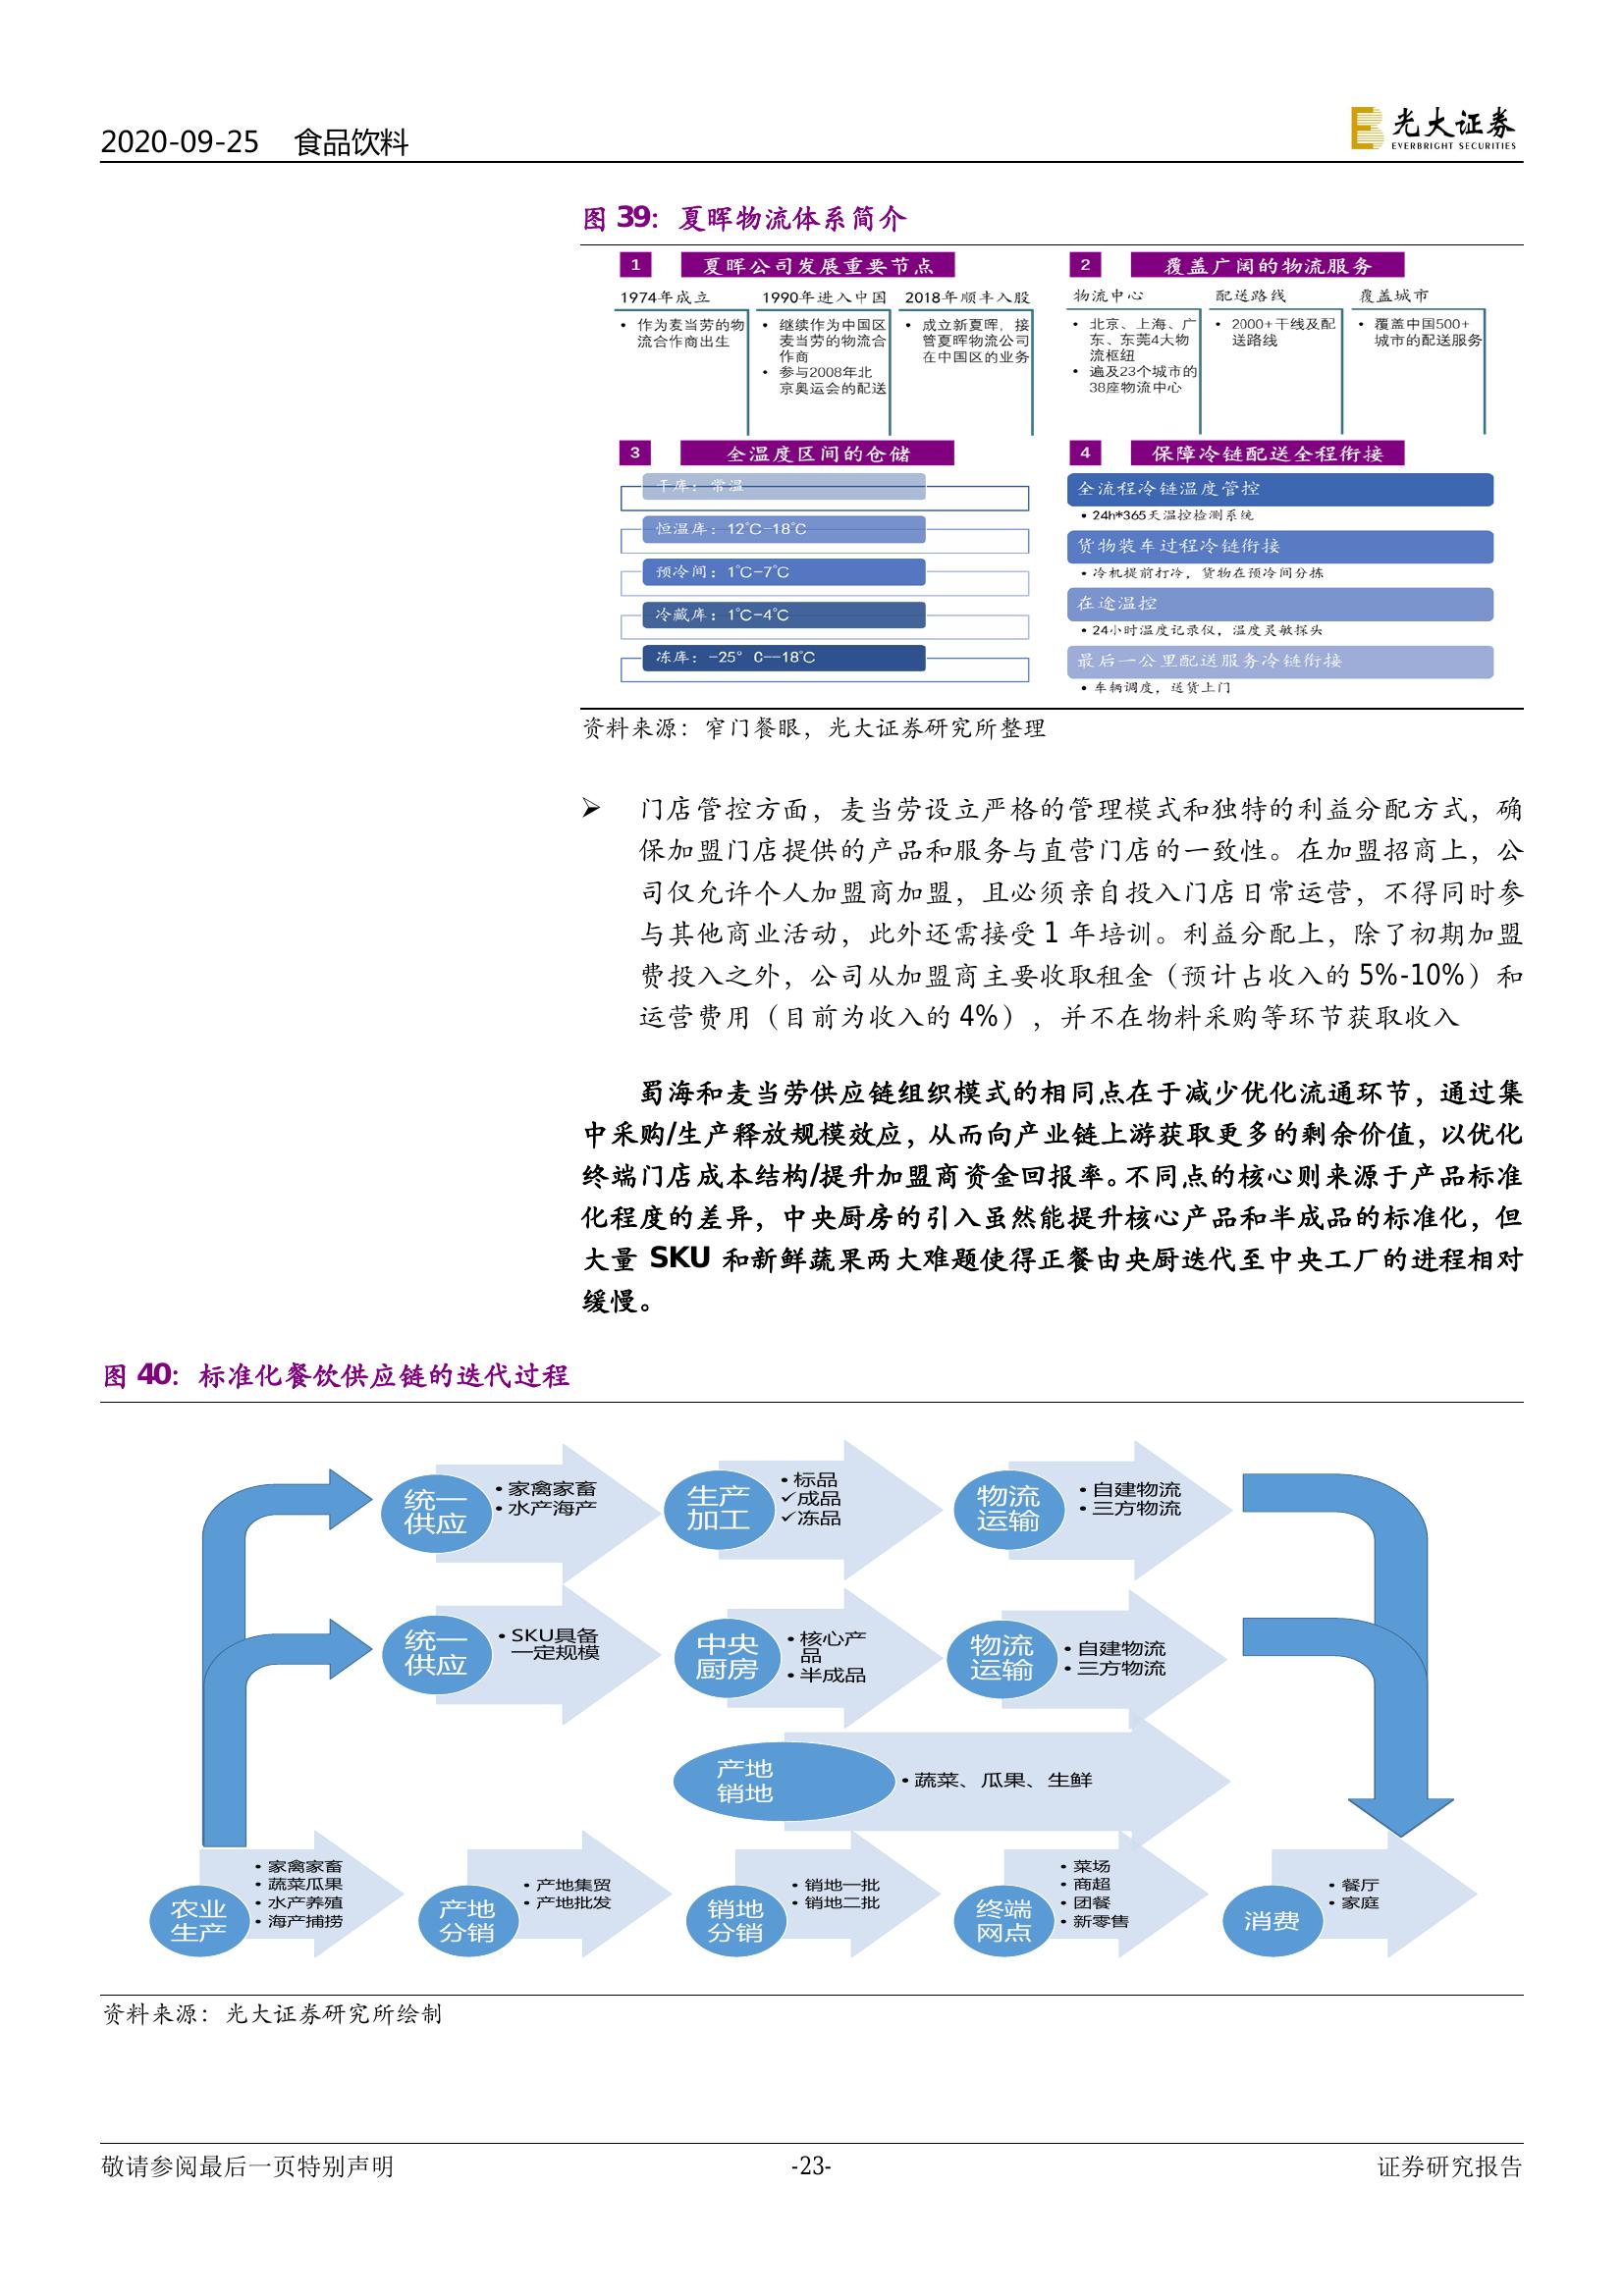 2020-09-25 食品饮料
光大证券
EVERBRIGHT SECURITIES
图 39：夏晖物流体系简介
1 夏晖公司发展重要节点
1974年成立
• 作为麦当劳的物
流合作商出生
1990年进入中国
• 继续作为中国区
麦当劳的物流合
作商
• 参与2008年北
京奥运会的配送
2018年顺丰入股
• 成立新夏晖，接
管夏晖物流公司
在中国区的业务
2 覆盖广阔的物流服务
物流中心
• 北京、上海、广
东、东莞4大物
流枢纽
• 遍及23个城市的
38座物流中心
配送路线
• 2000+干线及配
送路线
覆盖城市
• 覆盖中国500+
城市的配送服务
3 全温度区间的仓储
干库：常温
恒温库：12℃-18℃
预冷间：1℃-7℃
冷藏库：1℃-4℃
冻库：-25° C--18℃
4 保障冷链配送全程衔接
全流程冷链温度管控
• 24h*365天温控检测系统
货物装车过程冷链衔接
• 冷机提前打冷，货物在预冷间分拣
在途温控
• 24小时温度记录仪，温度灵敏探头
最后一公里配送服务冷链衔接
• 车辆调度，送货上门
资料来源：窄门餐眼，光大证券研究所整理
➢ 门店管控方面，麦当劳设立严格的管理模式和独特的利益分配方式，确
保加盟门店提供的产品和服务与直营门店的一致性。在加盟招商上，公
司仅允许个人加盟商加盟，且必须亲自投入门店日常运营，不得同时参
与其他商业活动，此外还需接受 1 年培训。利益分配上，除了初期加盟
费投入之外，公司从加盟商主要收取租金（预计占收入的 5%-10%）和
运营费用（目前为收入的 4%），并不在物料采购等环节获取收入
蜀海和麦当劳供应链组织模式的相同点在于减少优化流通环节，通过集
中采购/生产释放规模效应，从而向产业链上游获取更多的剩余价值，以优化
终端门店成本结构/提升加盟商资金回报率。不同点的核心则来源于产品标准
化程度的差异，中央厨房的引入虽然能提升核心产品和半成品的标准化，但
大量 SKU 和新鲜蔬果两大难题使得正餐由央厨迭代至中央工厂的进程相对
缓慢。
图 40：标准化餐饮供应链的迭代过程
统一
供应
• 家禽家畜
• 水产海产
生产
加工
• 标品
✓成品
✓冻品
物流
运输
• 自建物流
• 三方物流
统一
供应
• SKU具备
一定规模
中央
厨房
• 核心产
品
• 半成品
物流
运输
• 自建物流
• 三方物流
产地
销地
• 蔬菜、瓜果、生鲜
农业
生产
• 家禽家畜
• 蔬菜瓜果
• 水产养殖
• 海产捕捞
产地
分销
• 产地集贸
• 产地批发
销地
分销
• 销地一批
• 销地二批
终端
网点
• 菜场
• 商超
• 团餐
• 新零售
消费
• 餐厅
• 家庭
资料来源：光大证券研究所绘制
敬请参阅最后一页特别声明 -23- 证券研究报告